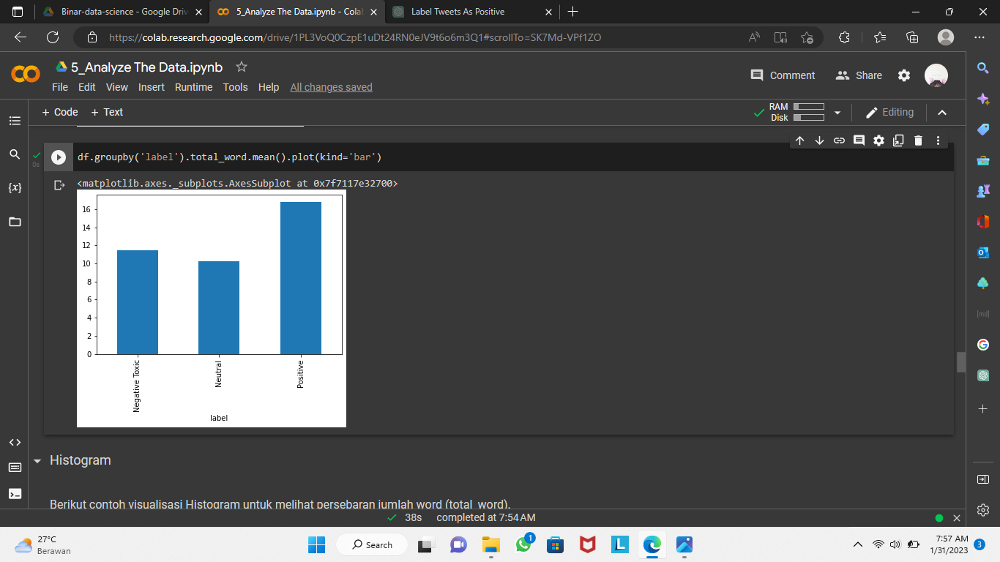 Binar-data-science - Google Driv
5_Analyze The Data.ipynb - Colab
Label Tweets As Positive
https://colab.research.google.com/drive/1PL3VoQ0CzpE1uDt24RN0eJV9t6o6m3Q1#scrollTo=SK7Md-VPf1ZO
5_Analyze The Data.ipynb
Comment
Share
File Edit View Insert Runtime Tools Help All changes saved
+ Code + Text
RAM
Disk
Editing
df.groupby('label').total_word.mean().plot(kind='bar')
0s
{x}
<matplotlib.axes._subplots.AxesSubplot at 0x7f7117e32700>
16
14
12
10
8
6
4
2
0
Negative Toxic
Neutral
Positive
label
[md]
Histogram
Berikut contoh visualisasi Histogram untuk melihat persebaran jumlah word (total_word).
38s completed at 7:54 AM
27°C
Berawan
Search
1
7:57 AM
1/31/2023
3